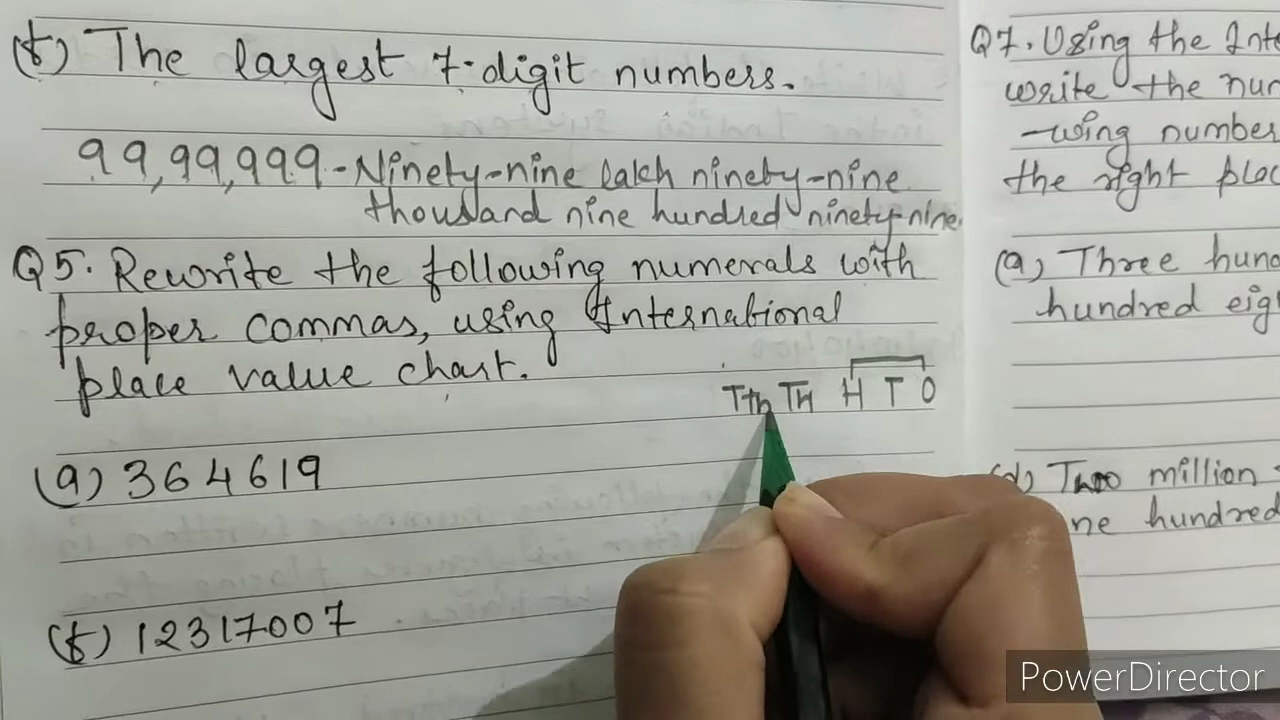 (f) The largest 7-digit numbers.
99,99,999-Ninety-nine lakh ninety-nine
thousand nine hundred ninety-nine.
Q5. Rewrite the following numerals with
proper commas, using International
place value chart.
Tth TH H T O
(a) 364619
(f) 12317007
Q7. Using the Inte
write the num
-wing number
the right plac
(a) Three hund
hundred eig
(d) Two million
ne hundred
PowerDirector